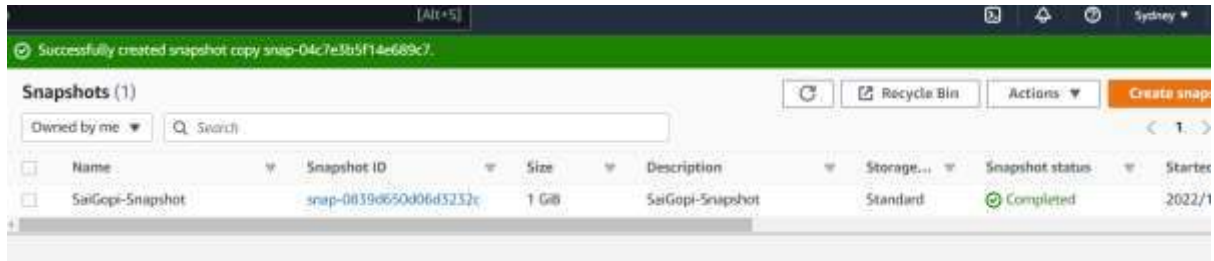 [Alt+S] Sydney
Successfully created snapshot copy snap-04c7e3b5f14e689c7.
Snapshots (1) Recycle Bin Actions Create snaps
Owned by me Search 1
Name Snapshot ID Size Description Storage... Snapshot status Started
SaiGopi-Snapshot snap-0839d650d06d3232c 1 GiB SaiGopi-Snapshot Standard Completed 2022/1